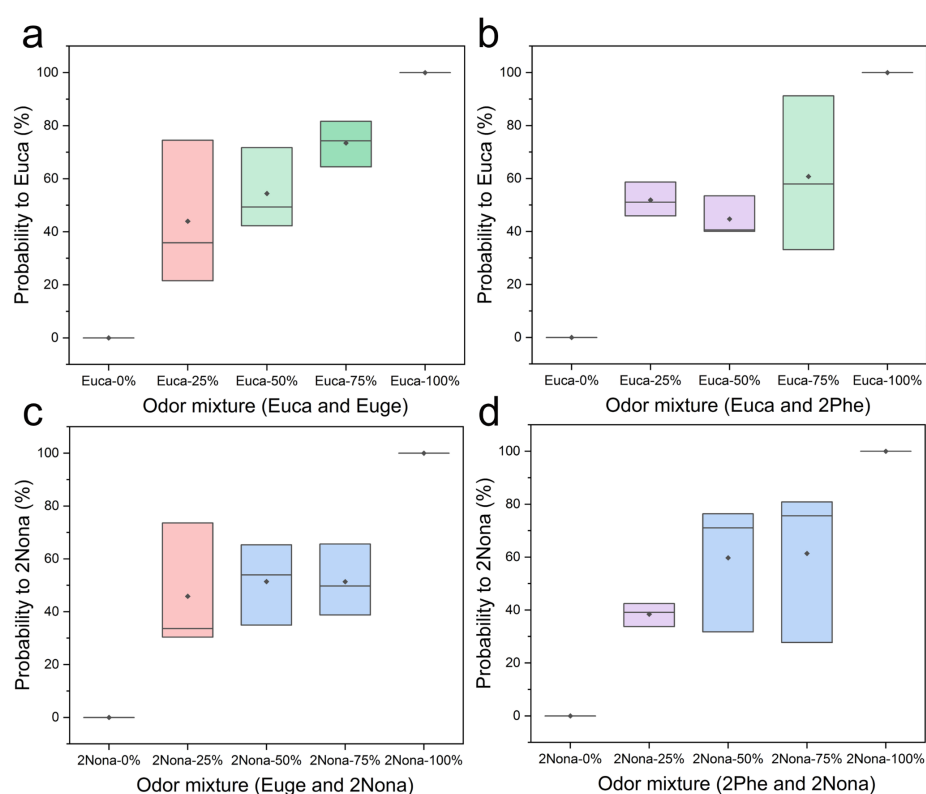 a
Probability to Euca (%)
100
80
60
40
20
0
Euca-0% Euca-25% Euca-50% Euca-75% Euca-100%
Odor mixture (Euca and Euge)
b
Probability to Euca (%)
100
80
60
40
20
0
Euca-0% Euca-25% Euca-50% Euca-75% Euca-100%
Odor mixture (Euca and 2Phe)
c
Probability to 2Nona (%)
100
80
60
40
20
0
2Nona-0% 2Nona-25% 2Nona-50% 2Nona-75% 2Nona-100%
Odor mixture (Euge and 2Nona)
d
Probability to 2Nona (%)
100
80
60
40
20
0
2Nona-0% 2Nona-25% 2Nona-50% 2Nona-75% 2Nona-100%
Odor mixture (2Phe and 2Nona)